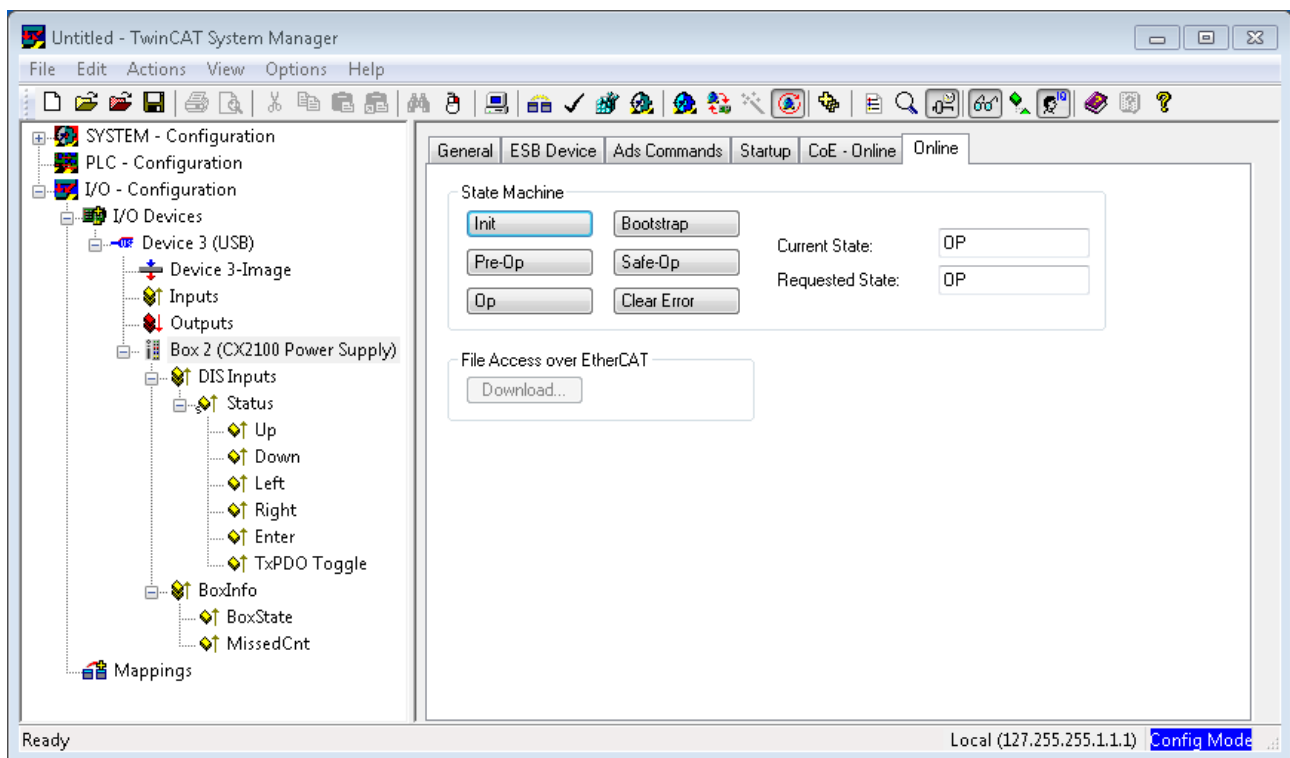 Untitled - TwinCAT System Manager
File Edit Actions View Options Help
SYSTEM - Configuration
PLC - Configuration
I/O - Configuration
I/O Devices
Device 3 (USB)
Device 3-Image
Inputs
Outputs
Box 2 (CX2100 Power Supply)
DIS Inputs
Status
Up
Down
Left
Right
Enter
TxPDO Toggle
BoxInfo
BoxState
MissedCnt
Mappings
General ESB Device Ads Commands Startup CoE - Online Online
State Machine
Init Bootstrap
Pre-Op Safe-Op
Op Clear Error
Current State: OP
Requested State: OP
File Access over EtherCAT
Download...
Ready Local (127.255.255.1.1.1) Config Mode